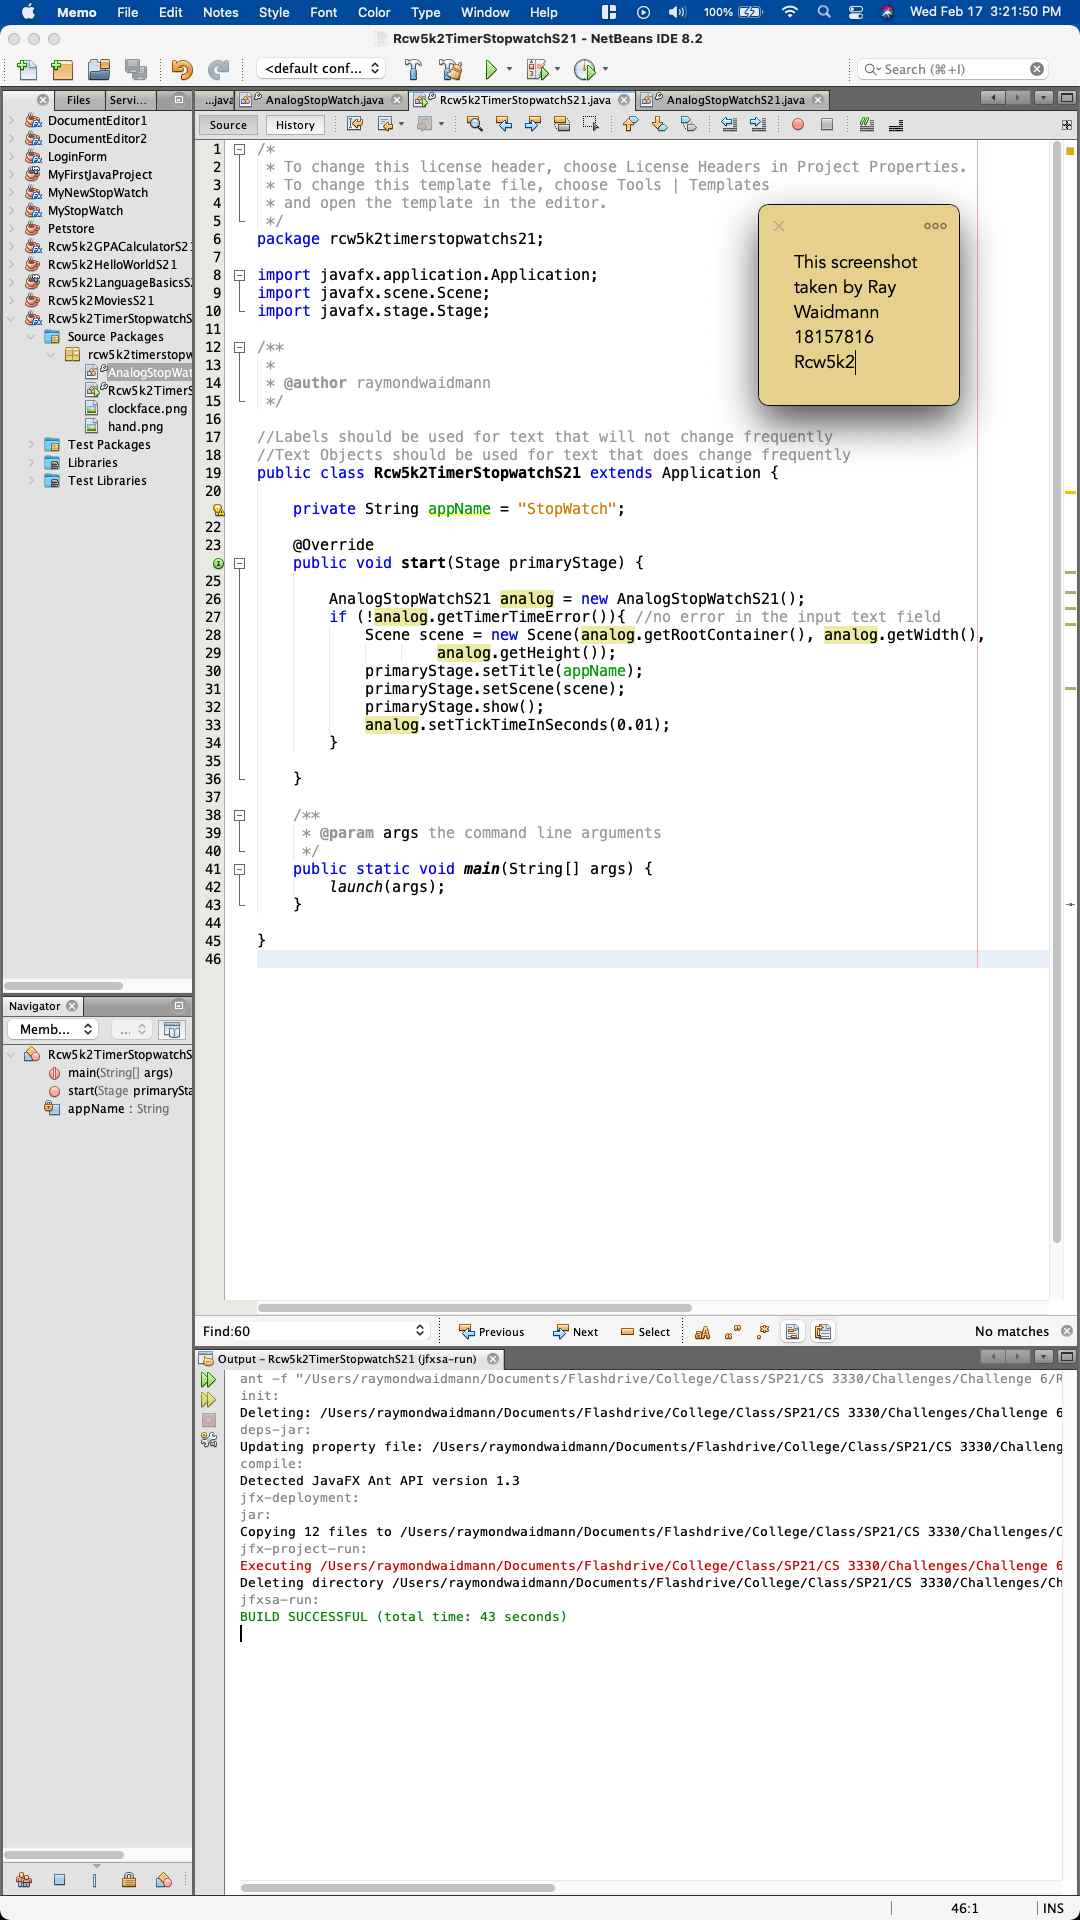 Memo File Edit Notes Style Font Color Type Window Help 100% Wed Feb 17 3:21:50 PM
Rcw5k2TimerStopwatchS21 - NetBeans IDE 8.2
<default conf... Search (⌘+I)
Files Servi... ...java AnalogStopWatch.java Rcw5k2TimerStopwatchS21.java AnalogStopWatchS21.java
Source History
DocumentEditor1
DocumentEditor2
LoginForm
MyFirstJavaProject
MyNewStopWatch
MyStopWatch
Petstore
Rcw5k2GPACalculatorS21
Rcw5k2HelloWorldS21
Rcw5k2LanguageBasicsS
Rcw5k2MoviesS21
Rcw5k2TimerStopwatchS
Source Packages
rcw5k2timerstopw
AnalogStopWat
Rcw5k2TimerS
clockface.png
hand.png
Test Packages
Libraries
Test Libraries
1 /*
2 * To change this license header, choose License Headers in Project Properties.
3 * To change this template file, choose Tools | Templates
4 * and open the template in the editor.
5 */
6 package rcw5k2timerstopwatchs21;
7
8 import javafx.application.Application;
9 import javafx.scene.Scene;
10 import javafx.stage.Stage;
11
12 /**
13 *
14 * @author raymondwaidmann
15 */
16
17 //Labels should be used for text that will not change frequently
18 //Text Objects should be used for text that does change frequently
19 public class Rcw5k2TimerStopwatchS21 extends Application {
20
private String appName = "StopWatch";
22
23 @Override
public void start(Stage primaryStage) {
25
26 AnalogStopWatchS21 analog = new AnalogStopWatchS21();
27 if (!analog.getTimerTimeError()){ //no error in the input text field
28 Scene scene = new Scene(analog.getRootContainer(), analog.getWidth(),
29 analog.getHeight());
30 primaryStage.setTitle(appName);
31 primaryStage.setScene(scene);
32 primaryStage.show();
33 analog.setTickTimeInSeconds(0.01);
34 }
35
36 }
37
38 /**
39 * @param args the command line arguments
40 */
41 public static void main(String[] args) {
42 launch(args);
43 }
44
45 }
46
This screenshot
taken by Ray
Waidmann
18157816
Rcw5k2
Navigator
Memb... ...
Rcw5k2TimerStopwatchS
main(String[] args)
start(Stage primarySta
appName : String
Find:60 Previous Next Select aA No matches
Output - Rcw5k2TimerStopwatchS21 (jfxsa-run)
ant -f "/Users/raymondwaidmann/Documents/Flashdrive/College/Class/SP21/CS 3330/Challenges/Challenge 6/R
init:
Deleting: /Users/raymondwaidmann/Documents/Flashdrive/College/Class/SP21/CS 3330/Challenges/Challenge 6
deps-jar:
Updating property file: /Users/raymondwaidmann/Documents/Flashdrive/College/Class/SP21/CS 3330/Challeng
compile:
Detected JavaFX Ant API version 1.3
jfx-deployment:
jar:
Copying 12 files to /Users/raymondwaidmann/Documents/Flashdrive/College/Class/SP21/CS 3330/Challenges/C
jfx-project-run:
Executing /Users/raymondwaidmann/Documents/Flashdrive/College/Class/SP21/CS 3330/Challenges/Challenge 6
Deleting directory /Users/raymondwaidmann/Documents/Flashdrive/College/Class/SP21/CS 3330/Challenges/Ch
jfxsa-run:
BUILD SUCCESSFUL (total time: 43 seconds)
46:1 INS